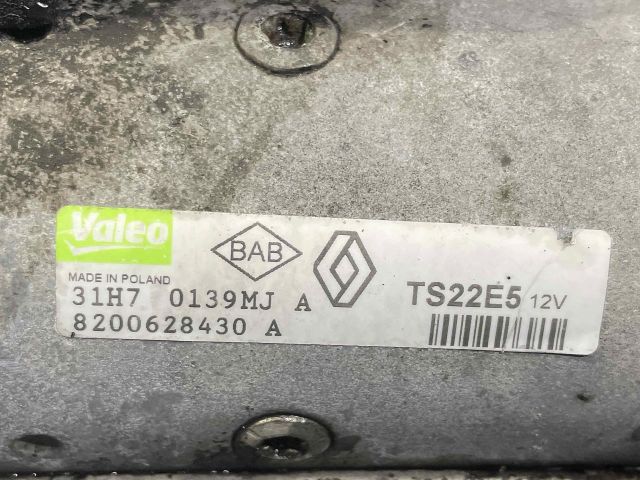 Valeo
BAB
MADE IN POLAND
31H7 0139MJ A
TS22E5 12V
8200628430 A